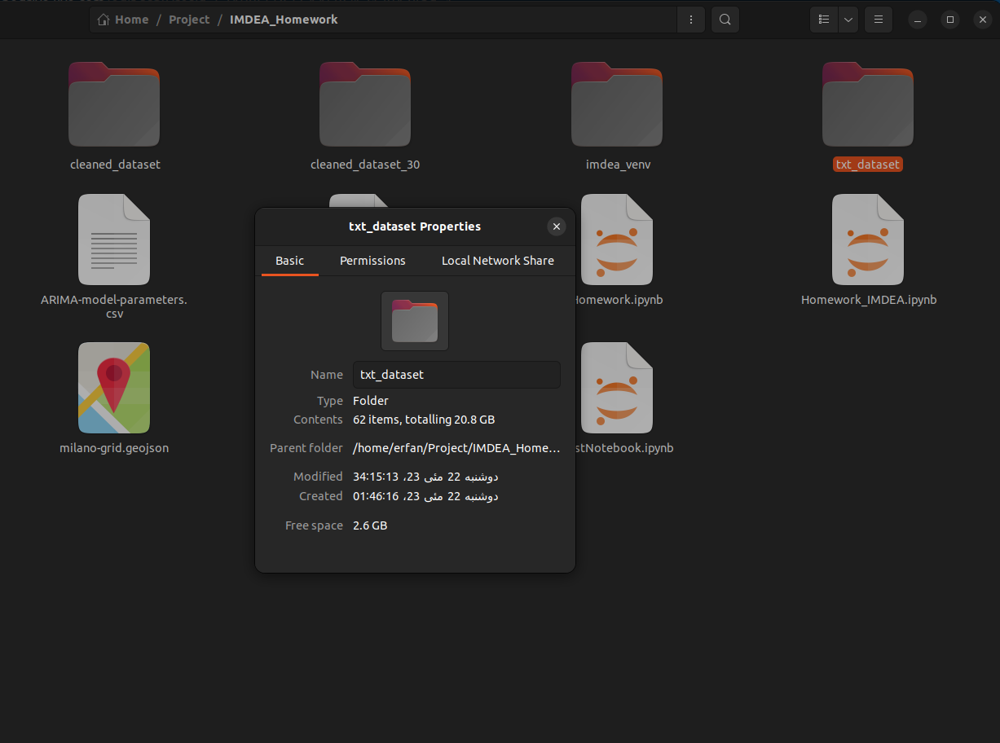 Home / Project / IMDEA_Homework
cleaned_dataset
cleaned_dataset_30
imdea_venv
txt_dataset
txt_dataset Properties
Basic
Permissions
Local Network Share
Name
txt_dataset
Type
Folder
Contents
62 items, totalling 20.8 GB
Parent folder
/home/erfan/Project/IMDEA_Home…
Modified
دوشنبه 22 مئی 23، 34:15:13
Created
دوشنبه 22 مئی 23، 01:46:16
Free space
2.6 GB
ARIMA-model-parameters.
csv
Homework.ipynb
Homework_IMDEA.ipynb
milano-grid.geojson
stNotebook.ipynb